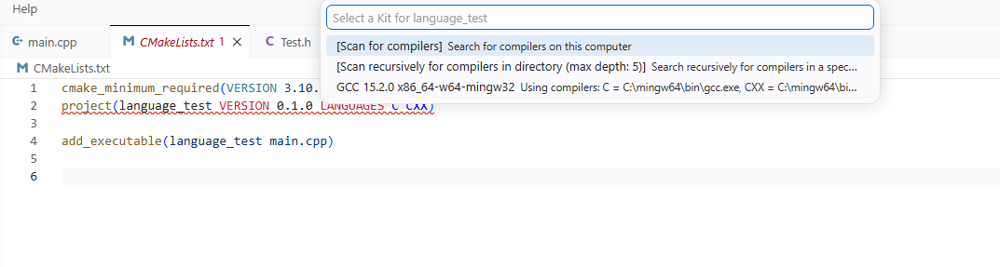 Help
Select a Kit for language_test
main.cpp
CMakeLists.txt 1
Test.h
[Scan for compilers] Search for compilers on this computer
[Scan recursively for compilers in directory (max depth: 5)] Search recursively for compilers in a spec...
GCC 15.2.0 x86_64-w64-mingw32 Using compilers: C = C:\mingw64\bin\gcc.exe, CXX = C:\mingw64\bi...
CMakeLists.txt
1 cmake_minimum_required(VERSION 3.10.
2 project(language_test VERSION 0.1.0 LANGUAGES C CXX)
3
4 add_executable(language_test main.cpp)
5
6